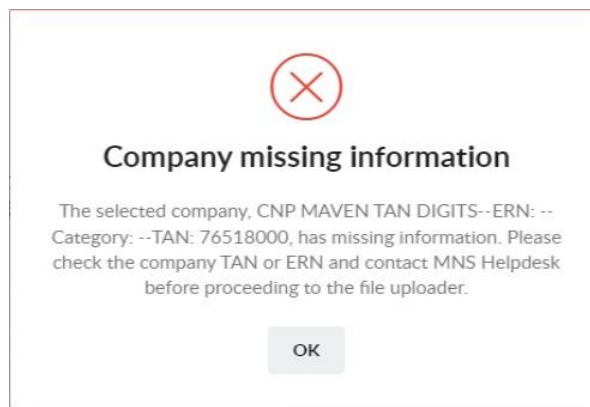 Company missing information
The selected company, CNP MAVEN TAN DIGITS--ERN: --
Category: --TAN: 76518000, has missing information. Please
check the company TAN or ERN and contact MNS Helpdesk
before proceeding to the file uploader.
OK